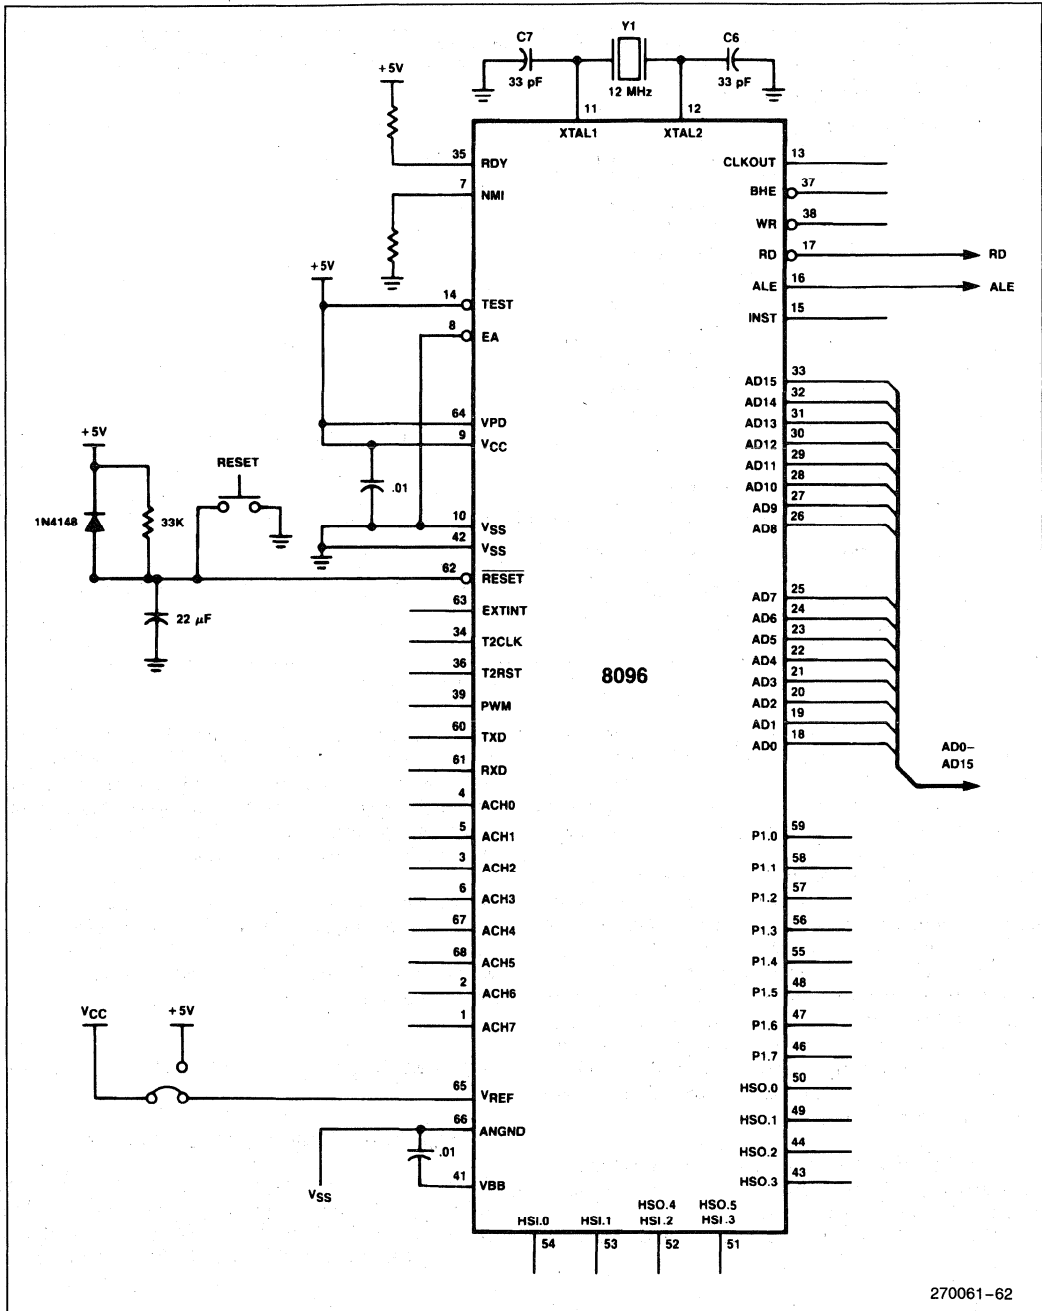 Y1
C7
C6
+5V
33 pF
12 MHz
33 pF
11
12
XTAL1
XTAL2
35
RDY
7
NMI
+5V
14
TEST
8
EA
64
VPD
9
VCC
.01
+5V
RESET
1N4148
33K
10
VSS
42
VSS
62
RESET
22 µF
63
EXTINT
34
T2CLK
36
T2RST
39
PWM
60
TXD
61
RXD
4
ACH0
5
ACH1
3
ACH2
6
ACH3
67
ACH4
68
ACH5
2
ACH6
1
ACH7
VCC
+5V
65
VREF
66
ANGND
.01
41
VBB
VSS
8096
CLKOUT
13
BHE
37
WR
38
RD
17
RD
ALE
16
ALE
INST
15
AD15
33
AD14
32
AD13
31
AD12
30
AD11
29
AD10
28
AD9
27
AD8
26
AD7
25
AD6
24
AD5
23
AD4
22
AD3
21
AD2
20
AD1
19
AD0
18
AD0–
AD15
P1.0
59
P1.1
58
P1.2
57
P1.3
56
P1.4
55
P1.5
48
P1.6
47
P1.7
46
HSO.0
50
HSO.1
49
HSO.2
44
HSO.3
43
HSO.4
HSO.5
HSI.0
HSI.1
HSI.2
HSI.3
54
53
52
51
270061–62